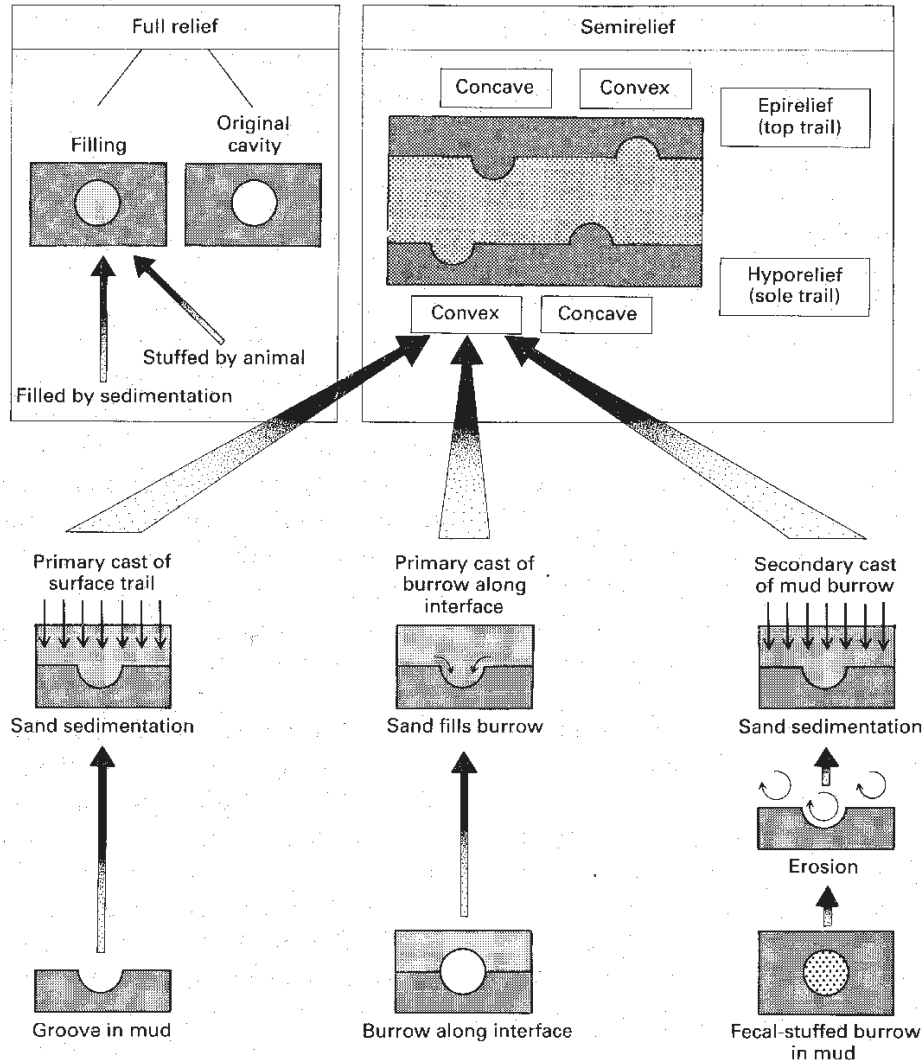 Full relief
Semirelief
Concave
Convex
Epirelief
(top trail)
Filling
Original
cavity
Hyporelief
(sole trail)
Convex
Concave
Stuffed by animal
Filled by sedimentation
Primary cast of
surface trail
Primary cast of
burrow along
interface
Secondary cast
of mud burrow
Sand sedimentation
Sand fills burrow
Sand sedimentation
Erosion
Groove in mud
Burrow along interface
Fecal-stuffed burrow
in mud